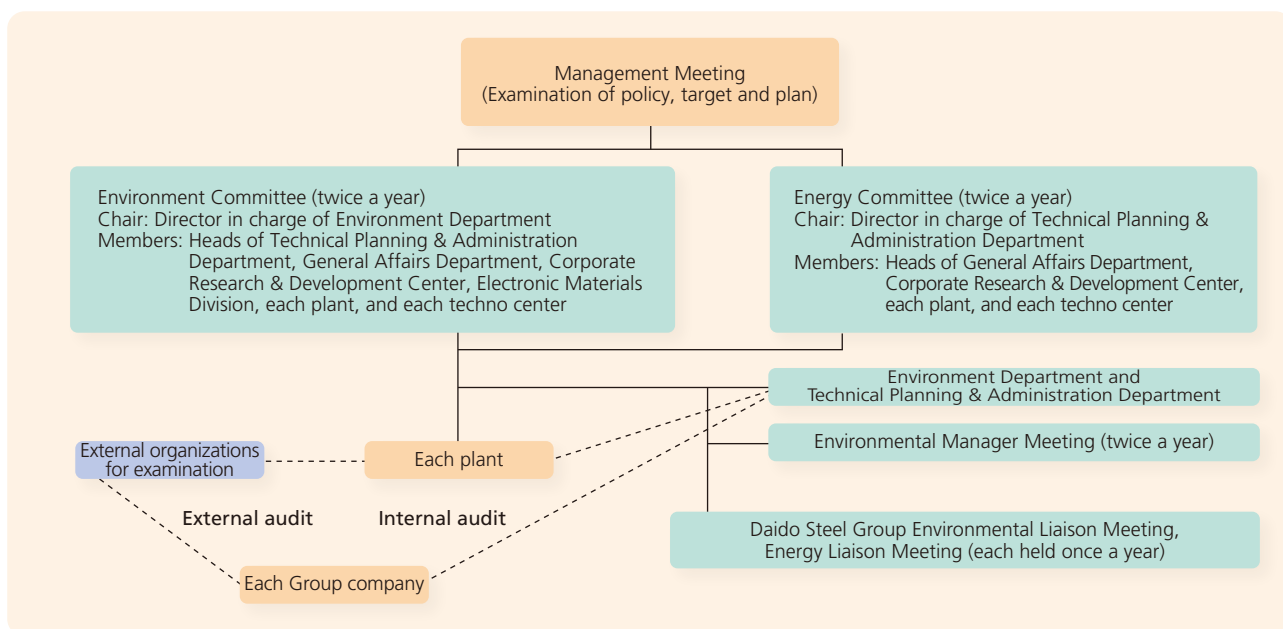 Management Meeting
(Examination of policy, target and plan)
Environment Committee (twice a year)
Chair: Director in charge of Environment Department
Members: Heads of Technical Planning & Administration
Department, General Affairs Department, Corporate
Research & Development Center, Electronic Materials
Division, each plant, and each techno center
Energy Committee (twice a year)
Chair: Director in charge of Technical Planning &
Administration Department
Members: Heads of General Affairs Department,
Corporate Research & Development Center,
each plant, and each techno center
Environment Department and
Technical Planning & Administration Department
Environmental Manager Meeting (twice a year)
External organizations
for examination
Each plant
External audit
Internal audit
Daido Steel Group Environmental Liaison Meeting,
Energy Liaison Meeting (each held once a year)
Each Group company